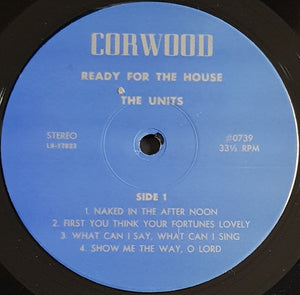 CORWOOD
READY FOR THE HOUSE
THE UNITS
STEREO
#0739
33⅓ RPM
SIDE 1
1. NAKED IN THE AFTER NOON
2. FIRST YOU THINK YOUR FORTUNES LOVELY
3. WHAT CAN I SAY, WHAT CAN I SING
4. SHOW ME THE WAY, O LORD